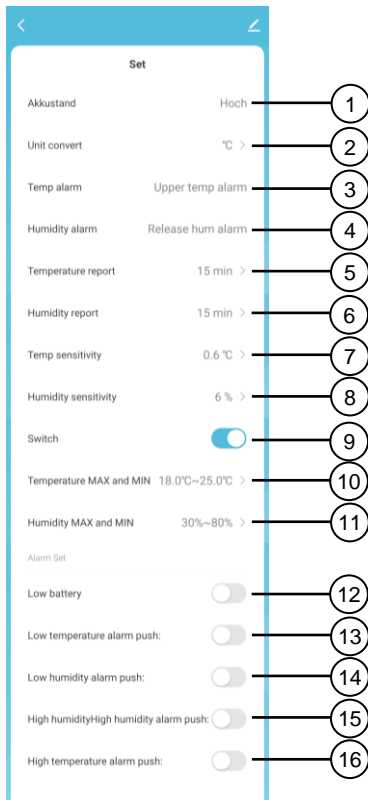 Set
Akkustand Hoch 1
Unit convert ℃ > 2
Temp alarm Upper temp alarm 3
Humidity alarm Release hum alarm 4
Temperature report 15 min > 5
Humidity report 15 min > 6
Temp sensitivity 0.6 ℃ > 7
Humidity sensitivity 6 % > 8
Switch 9
Temperature MAX and MIN 18.0℃~25.0℃ > 10
Humidity MAX and MIN 30%~80% > 11
Alarm Set
Low battery 12
Low temperature alarm push: 13
Low humidity alarm push: 14
High humidityHigh humidity alarm push: 15
High temperature alarm push: 16